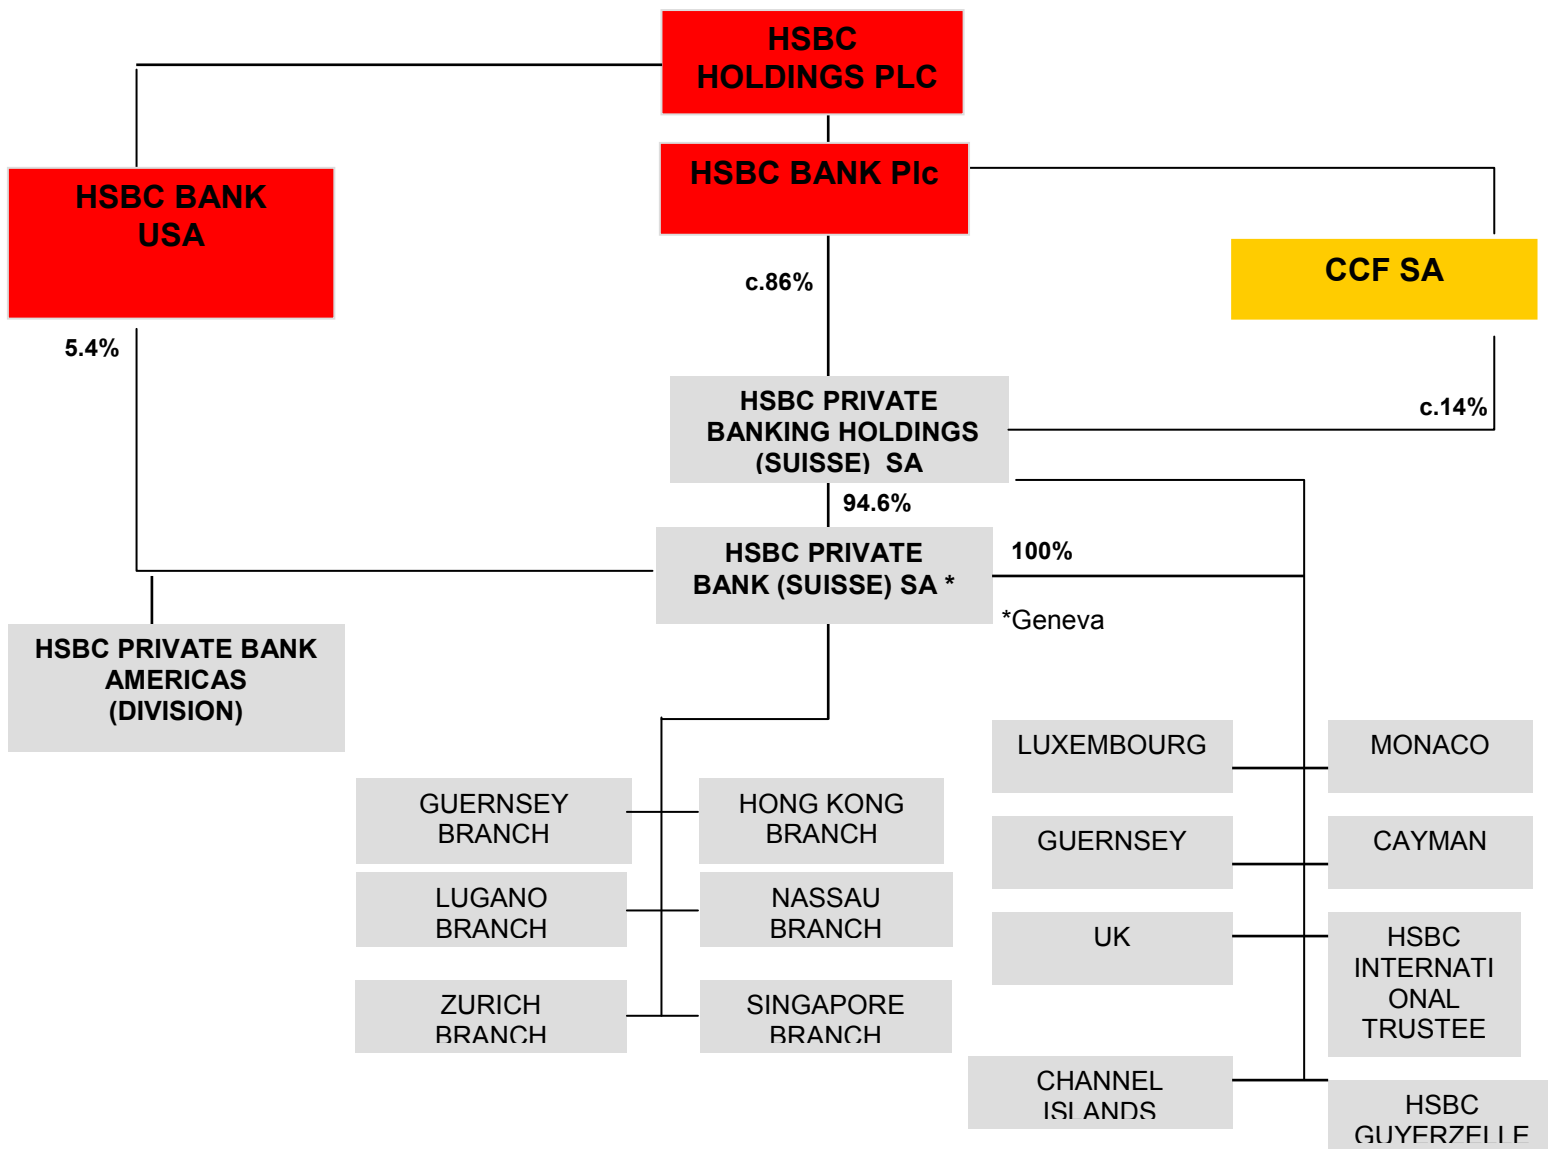 HSBC
HOLDINGS PLC
HSBC BANK Plc
HSBC BANK
USA
CCF SA
c.86%
5.4%
HSBC PRIVATE
BANKING HOLDINGS
(SUISSE) SA
c.14%
94.6%
HSBC PRIVATE
BANK (SUISSE) SA *
100%
*Geneva
HSBC PRIVATE BANK
AMERICAS
(DIVISION)
LUXEMBOURG
MONACO
GUERNSEY
BRANCH
HONG KONG
BRANCH
GUERNSEY
CAYMAN
LUGANO
BRANCH
NASSAU
BRANCH
UK
HSBC
INTERNATI
ONAL
TRUSTEE
ZURICH
BRANCH
SINGAPORE
BRANCH
CHANNEL
ISLANDS
HSBC
GUYERZELLE